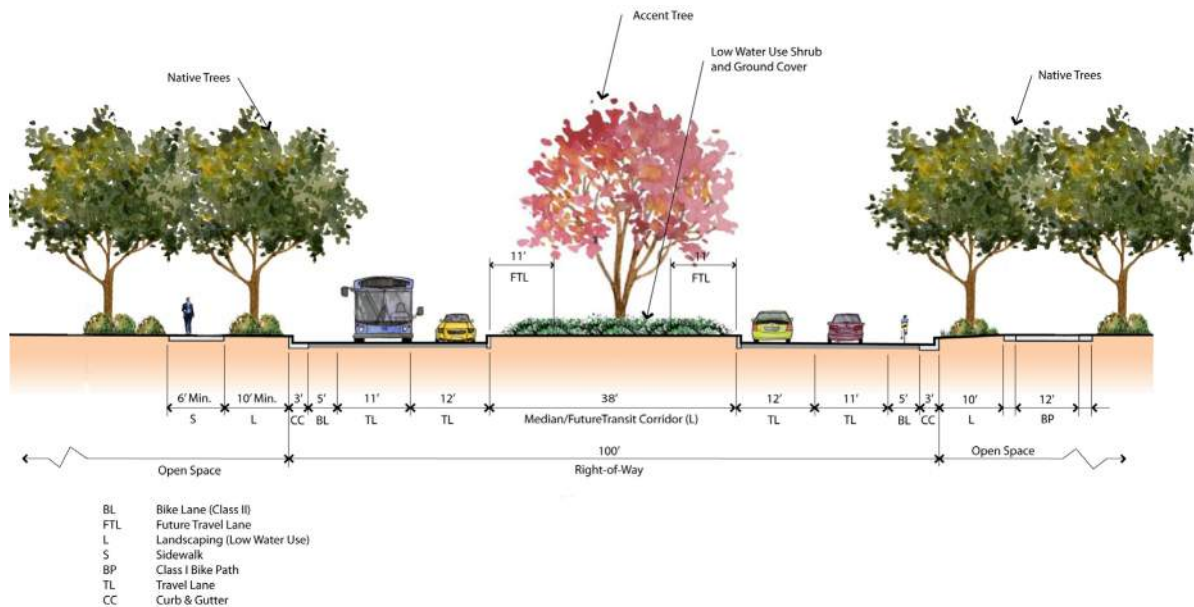 Accent Tree
Low Water Use Shrub
and Ground Cover
Native Trees
Native Trees
11'
FTL
11'
FTL
6' Min.
10' Min.
3'
5'
11'
12'
38'
12'
11'
5'
3'
10'
12'
S
L
CC
BL
TL
TL
Median/FutureTransit Corridor (L)
TL
TL
BL
CC
L
BP
Open Space
100'
Right-of-Way
Open Space
BL Bike Lane (Class II)
FTL Future Travel Lane
L Landscaping (Low Water Use)
S Sidewalk
BP Class I Bike Path
TL Travel Lane
CC Curb & Gutter